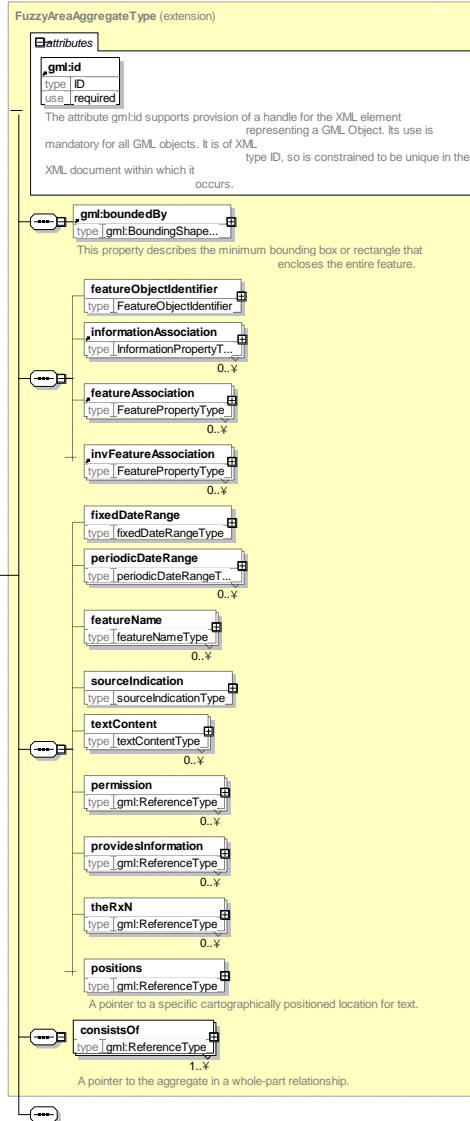 FuzzyAreaAggregateType (extension)
attributes
gml:id
type ID
use required
The attribute gml:id supports provision of a handle for the XML element
representing a GML Object. Its use is
mandatory for all GML objects. It is of XML
type ID, so is constrained to be unique in the
XML document within which it
occurs.
gml:boundedBy
type gml:BoundingShape...
This property describes the minimum bounding box or rectangle that
encloses the entire feature.
featureObjectIdentifier
type FeatureObjectIdentifier
informationAssociation
type InformationPropertyT...
0..¥
featureAssociation
type FeaturePropertyType
0..¥
invFeatureAssociation
type FeaturePropertyType
0..¥
fixedDateRange
type fixedDateRangeType
periodicDateRange
type periodicDateRangeT...
0..¥
featureName
type featureNameType
0..¥
sourceIndication
type sourceIndicationType
textContent
type textContentType
0..¥
permission
type gml:ReferenceType
0..¥
providesInformation
type gml:ReferenceType
0..¥
theRxN
type gml:ReferenceType
0..¥
positions
type gml:ReferenceType
A pointer to a specific cartographically positioned location for text.
consistsOf
type gml:ReferenceType
1..¥
A pointer to the aggregate in a whole-part relationship.